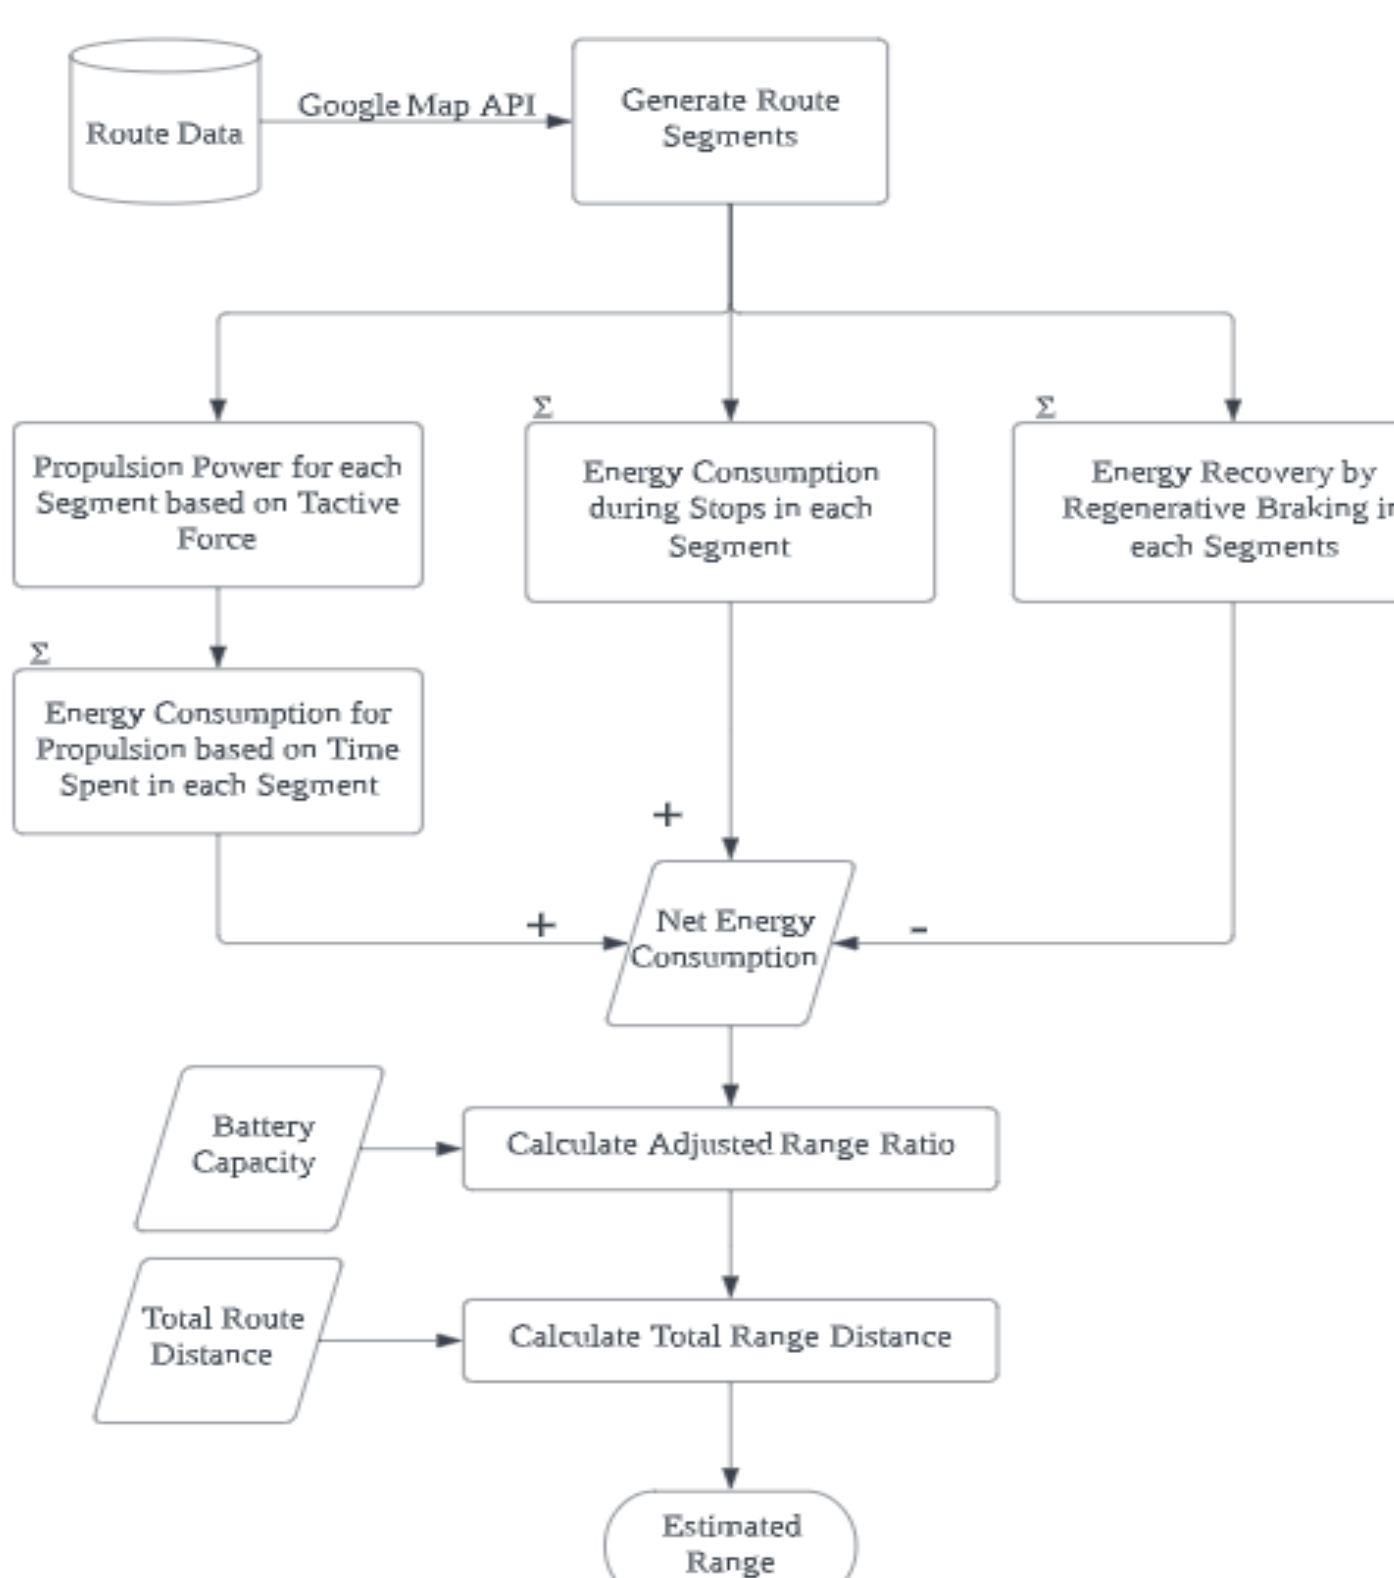 Route Data
Google Map API
Generate Route
Segments
Propulsion Power for each
Segment based on Tactive
Force
Σ
Energy Consumption
during Stops in each
Segment
Σ
Energy Recovery by
Regenerative Braking in
each Segments
Σ
Energy Consumption for
Propulsion based on Time
Spent in each Segment
+
+
-
Net Energy
Consumption
Battery
Capacity
Calculate Adjusted Range Ratio
Total Route
Distance
Calculate Total Range Distance
Estimated
Range